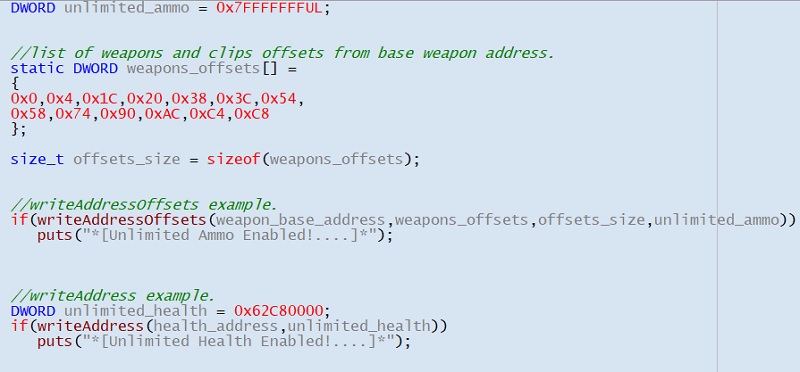 DWORD unlimited_ammo = 0x7FFFFFFFUL;
//list of weapons and clips offsets from base weapon address.
static DWORD weapons_offsets[] =
{
0x0,0x4,0x1C,0x20,0x38,0x3C,0x54,
0x58,0x74,0x90,0xAC,0xC4,0xC8
};
size_t offsets_size = sizeof(weapons_offsets);
//writeAddressOffsets example.
if(writeAddressOffsets(weapon_base_address,weapons_offsets,offsets_size,unlimited_ammo))
puts("*[Unlimited Ammo Enabled!....]*");
//writeAddress example.
DWORD unlimited_health = 0x62C80000;
if(writeAddress(health_address,unlimited_health))
puts("*[Unlimited Health Enabled!....]*");